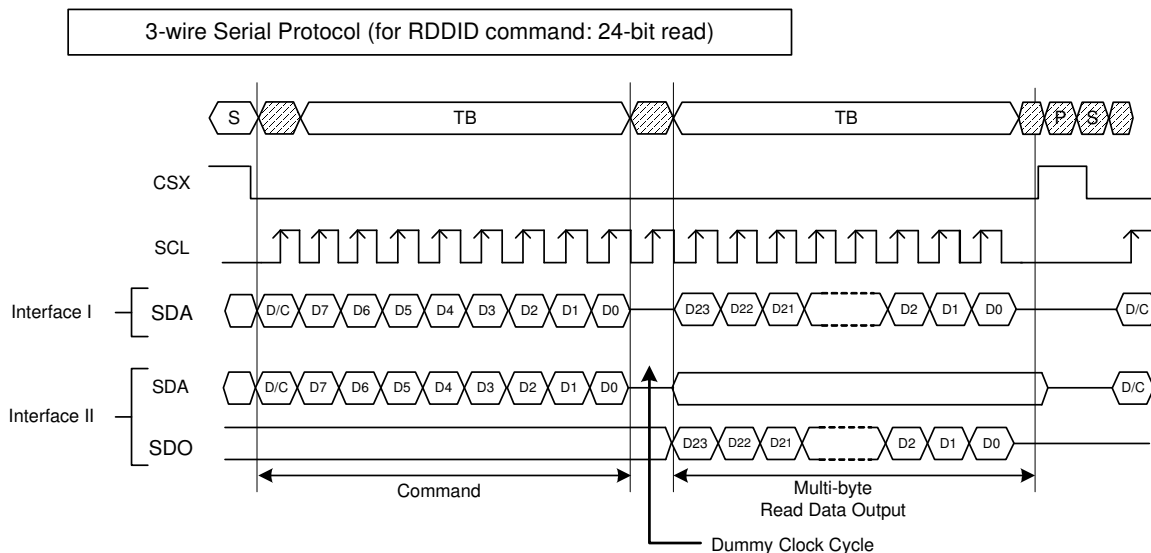 3-wire Serial Protocol (for RDDID command: 24-bit read)
S TB TB P S
CSX
SCL
Interface I SDA D/C D7 D6 D5 D4 D3 D2 D1 D0 D23 D22 D21 D2 D1 D0 D/C
Interface II
SDA D/C D7 D6 D5 D4 D3 D2 D1 D0 D/C
SDO D23 D22 D21 D2 D1 D0
Command
Multi-byte
Read Data Output
Dummy Clock Cycle